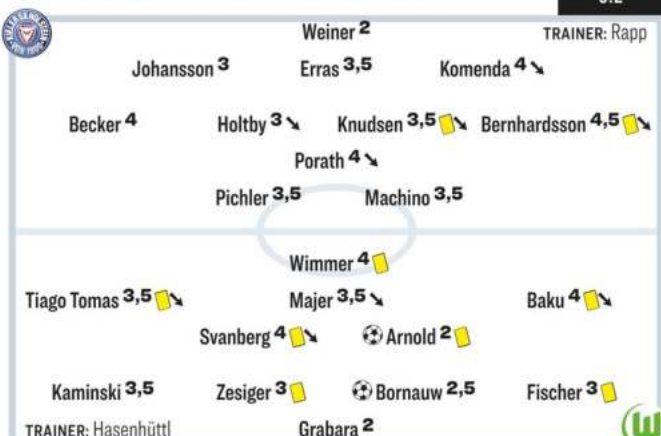 Weiner 2 TRAINER: Rapp
Johansson 3 Erras 3,5 Komenda 4
Becker 4 Holtby 3 Knudsen 3,5 Bernhardsson 4,5
Porath 4
Pichler 3,5 Machino 3,5
Wimmer 4
Tiago Tomas 3,5 Majer 3,5 Baku 4
Svanberg 4 Arnold 2
Kaminski 3,5 Zesiger 3 Bornauw 2,5 Fischer 3
TRAINER: Hasenhüttl Grabara 2